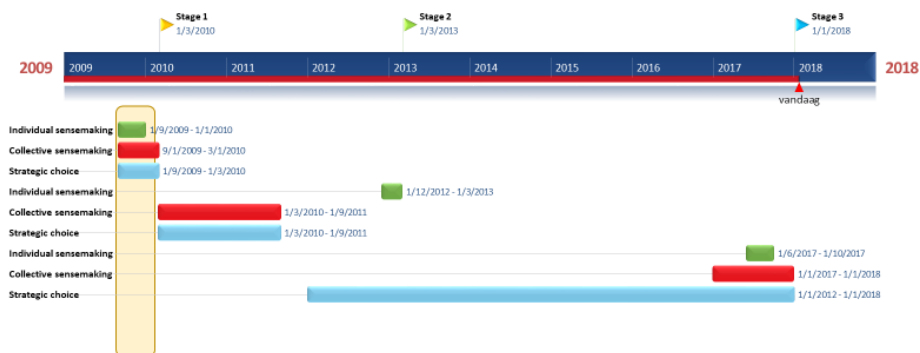 Stage 1
1/3/2010
Stage 2
1/3/2013
Stage 3
1/1/2018
2009 2009 2010 2011 2012 2013 2014 2015 2016 2017 2018 2018
vandaag
Individual sensemaking 1/9/2009 - 1/1/2010
Collective sensemaking 9/1/2009 - 3/1/2010
Strategic choice 1/9/2009 - 1/3/2010
Individual sensemaking 1/12/2012 - 1/3/2013
Collective sensemaking 1/3/2010 - 1/9/2011
Strategic choice 1/3/2010 - 1/9/2011
Individual sensemaking 1/6/2017 - 1/10/2017
Collective sensemaking 1/1/2017 - 1/1/2018
Strategic choice 1/1/2012 - 1/1/2018